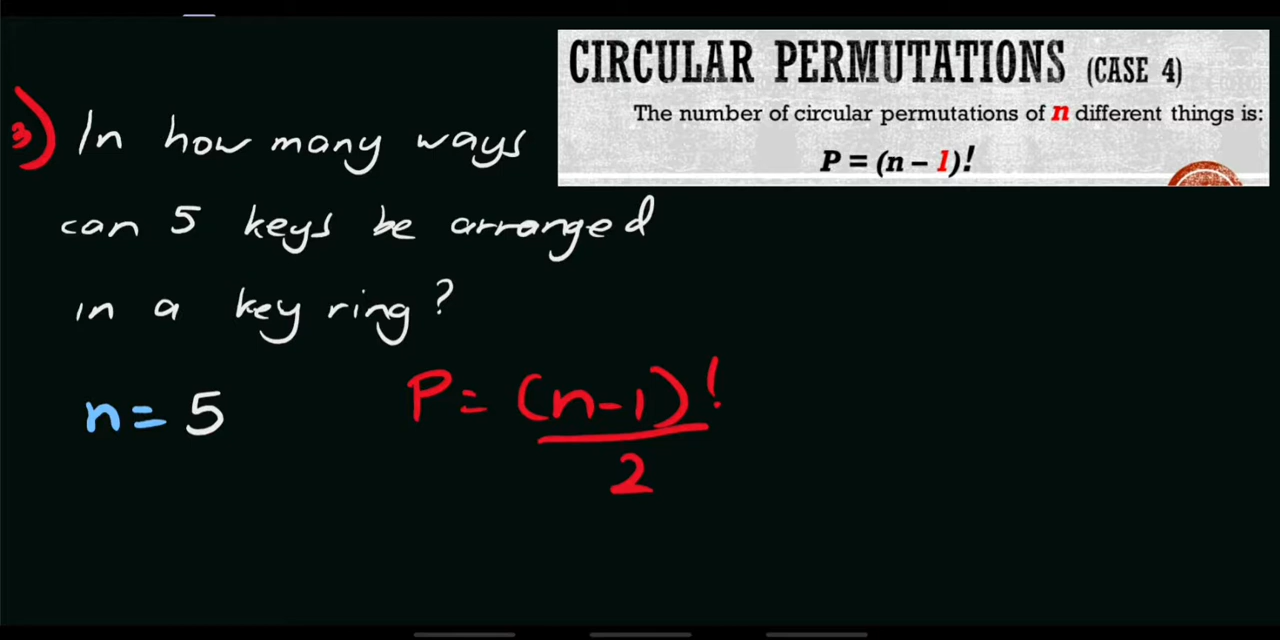 CIRCULAR PERMUTATIONS (CASE 4)
The number of circular permutations of n different things is:
P = (n – 1)!
3) In how many ways
can 5 keys be arranged
in a key ring?
n = 5
P = (n-1)!
2